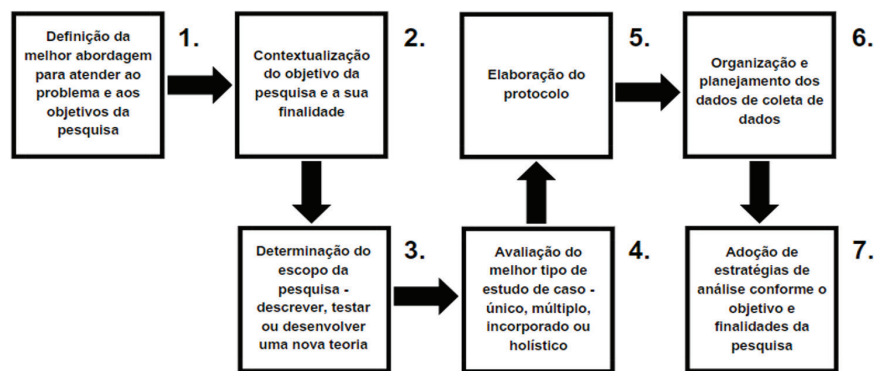 Definição da
melhor abordagem
para atender ao
problema e aos
objetivos da
pesquisa
1.
Contextualização
do objetivo da
pesquisa e a sua
finalidade
2.
Determinação do
escopo da
pesquisa -
descrever, testar
ou desenvolver
uma nova teoria
3.
Avaliação do
melhor tipo de
estudo de caso -
único, múltiplo,
incorporado ou
holístico
4.
Elaboração do
protocolo
5.
Organização e
planejamento dos
dados de coleta de
dados
6.
Adoção de
estratégias de
análise conforme o
objetivo e
finalidades da
pesquisa
7.